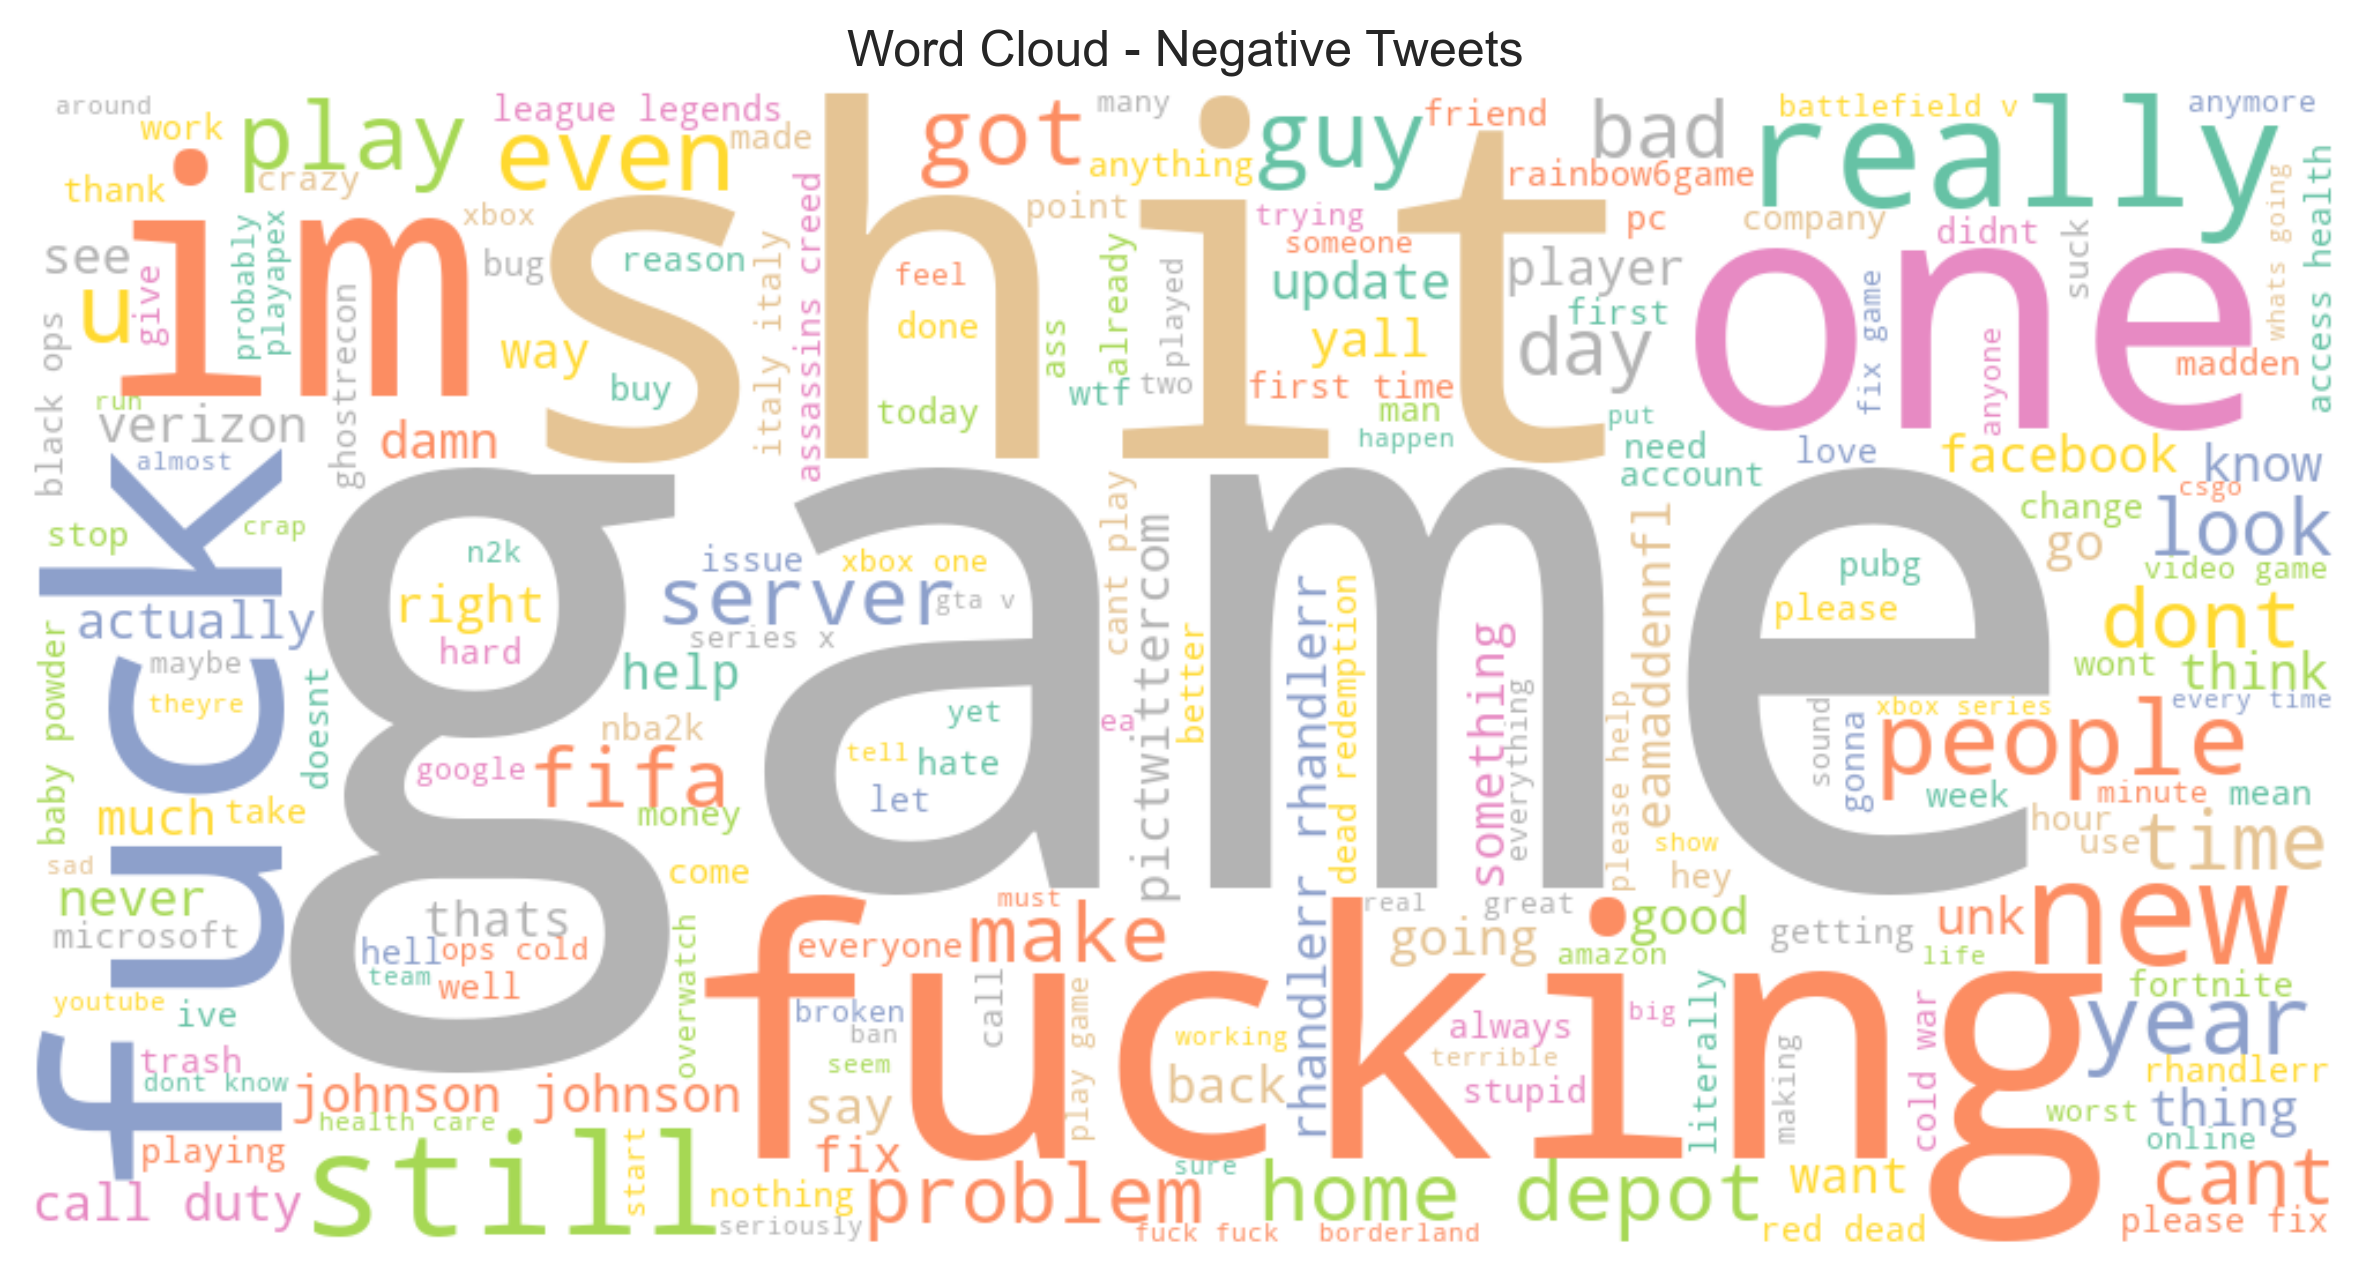 Word Cloud - Negative Tweets
around
work
play
league legends
even
made
got
many
anything
guy
friend
bad
battlefield v
really
anymore
thank
crazy
im
shit
rainbow6game
xbox
point
trying
pc
company
didnt
suck
whats going
access health
see
u
give
probably
playapex
bug
reason
italy italy
assassins creed
feel
already
played
someone
update
player
one
done
ass
yall
first
day
fix game
anyone
madden
black ops
ghostrecon
way
buy
wtf
two
first time
run
verizon
damn
today
man
happen
put
need
account
love
facebook
know
almost
fuck
game
csgo
stop
crap
n2k
issue
xbox one
cant play
pictwittercom
eamaddennfl
pubg
change
go
look
video game
right
server
gta v
please
dont
actually
hard
series x
help
better
rhandlerr rhandlerr
dead redemption
something
everything
please help
wont
think
maybe
theyre
baby powder
doesnt
nba2k
yet
ea
sound
gonna
xbox series
every time
people
google
fifa
tell
hate
let
week
minute
mean
much
take
money
hour
use
time
sad
come
show
hey
never
microsoft
thats
hell
ops cold
team
well
overwatch
must
everyone
make
real
great
going
good
amazon
getting
unk
new
life
fucking
youtube
ive
broken
ban
call
play game
working
always
big
literally
making
cold war
fortnite
year
trash
dont know
johnson johnson
seem
say
back
terrible
stupid
rhandlerr
worst
thing
health care
playing
still
start
fix
sure
online
call duty
nothing
seriously
problem
home depot
want
cant
fuck fuck
borderland
red dead
please fix